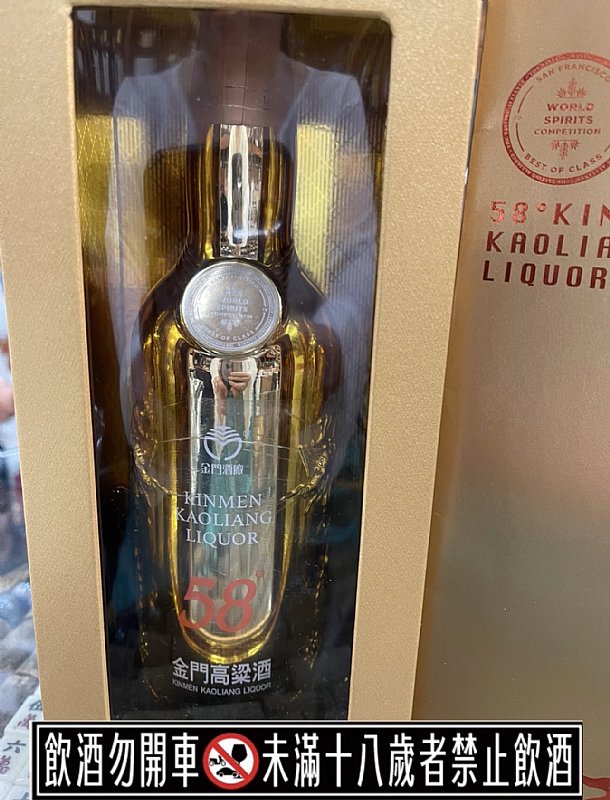 SAN FRANCISCO
WORLD
SPIRITS
COMPETITION
BEST OF CLASS
58°KIN
KAOLIA
LIQUOR
WORLD
SPIRITS
COMPETITION
BEST OF CLASS
金門酒廠
KINMEN
KAOLIANG
LIQUOR
58°
金門高粱酒
KINMEN KAOLIANG LIQUOR
飲酒勿開車 未滿十八歲者禁止飲酒